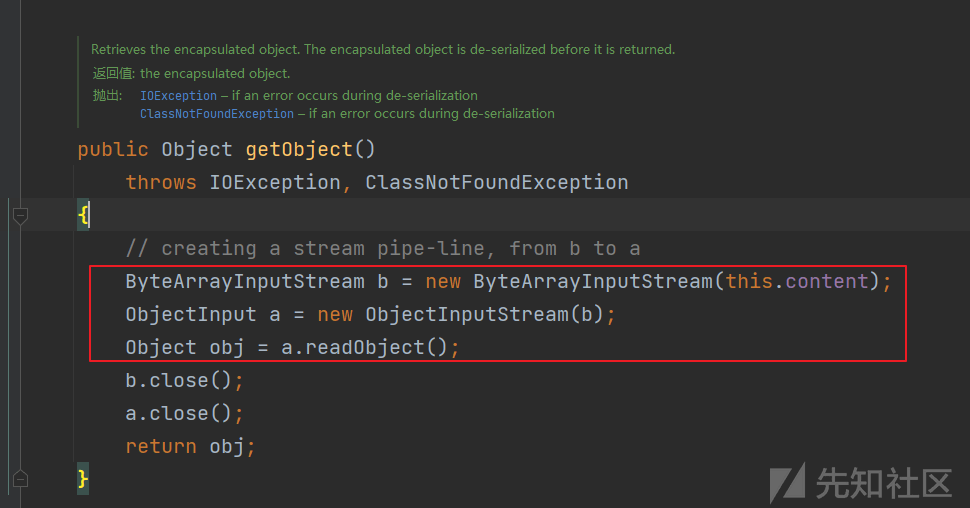 Retrieves the encapsulated object. The encapsulated object is de-serialized before it is returned.
返回值: the encapsulated object.
抛出: IOException – if an error occurs during de-serialization
ClassNotFoundException – if an error occurs during de-serialization
public Object getObject()
throws IOException, ClassNotFoundException
{
// creating a stream pipe-line, from b to a
ByteArrayInputStream b = new ByteArrayInputStream(this.content);
ObjectInput a = new ObjectInputStream(b);
Object obj = a.readObject();
b.close();
a.close();
return obj;
}
先知社区